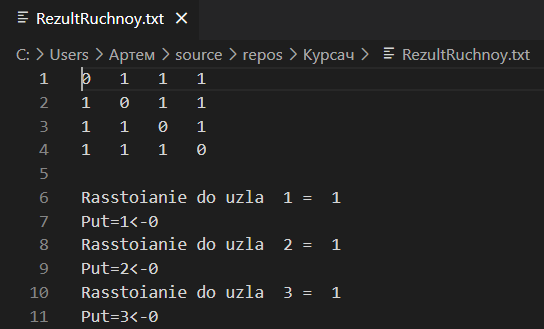 RezultRuchnoy.txt
C: > Users > Артем > source > repos > Курсач > RezultRuchnoy.txt
1 0 1 1 1
2 1 0 1 1
3 1 1 0 1
4 1 1 1 0
5
6 Rasstoianie do uzla 1 = 1
7 Put=1<-0
8 Rasstoianie do uzla 2 = 1
9 Put=2<-0
10 Rasstoianie do uzla 3 = 1
11 Put=3<-0